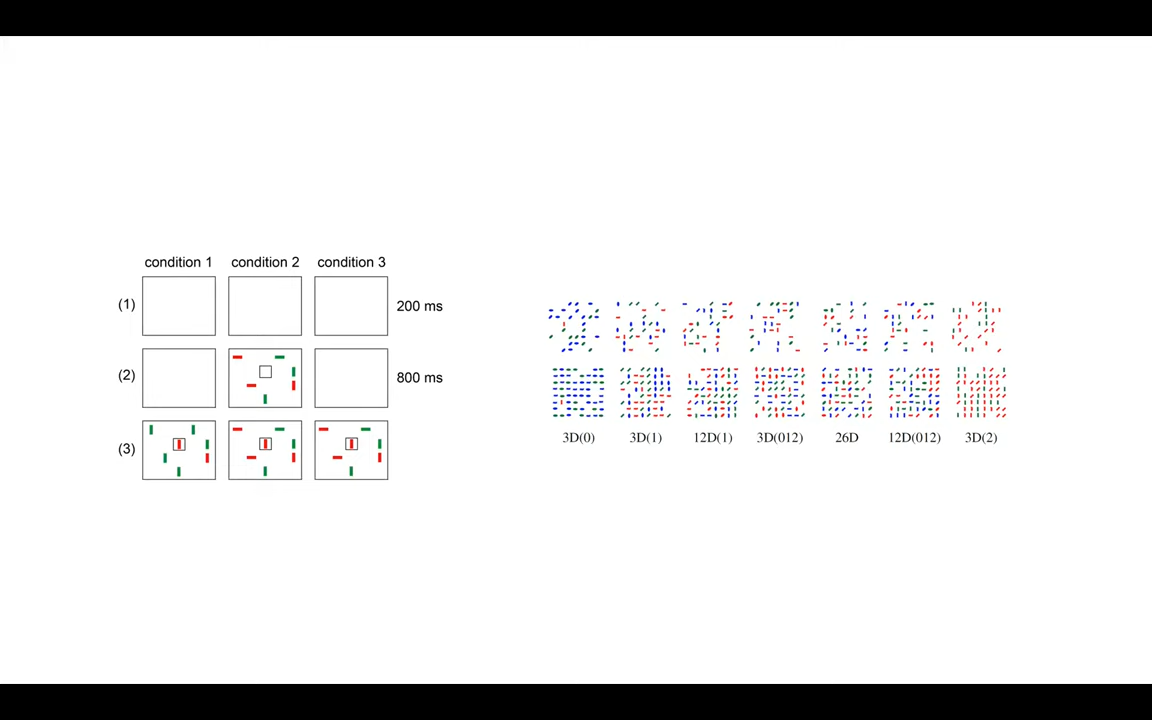 condition 1 condition 2 condition 3
(1) 200 ms
(2) 800 ms
(3)
3D(0) 3D(1) 12D(1) 3D(012) 26D 12D(012) 3D(2)